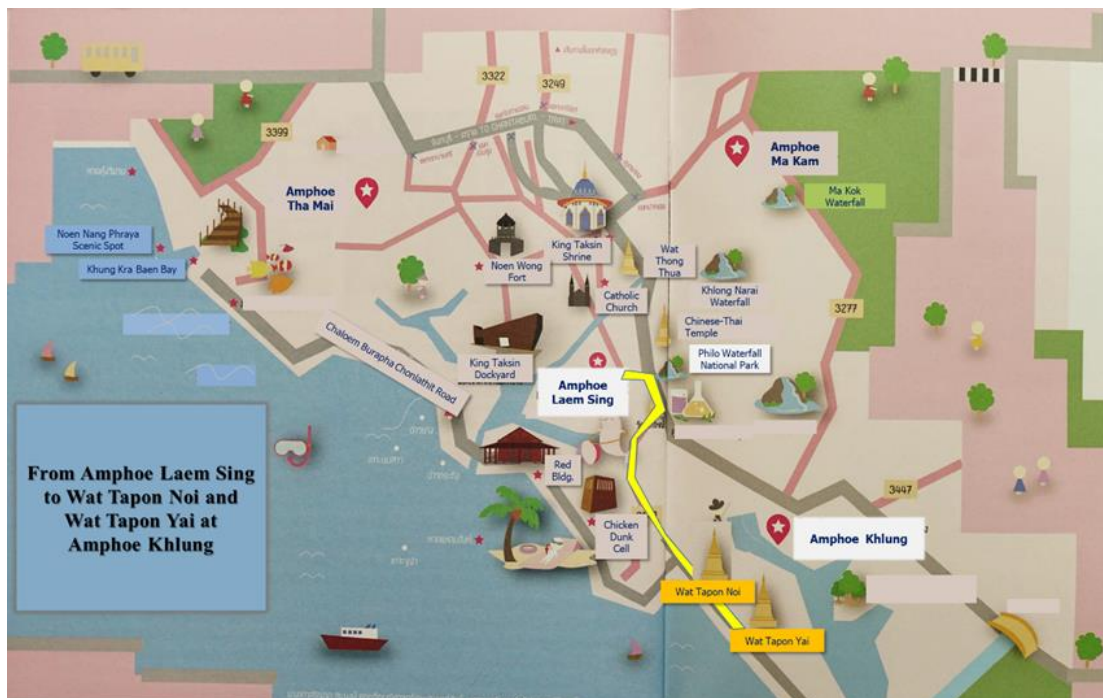 3322
3249
3399
Amphoe
Ma Kam
Amphoe
Tha Mai
Ma Kok
Waterfall
Noen Nang Phraya
Scenic Spot
Khung Kra Baen Bay
King Taksin
Shrine
Wat
Thong
Thua
Noen Wong
Fort
Catholic
Church
Khlong Narai
Waterfall
3277
Chinese-Thai
Temple
Chaloem Burapha Chonlathit Road
King Taksin
Dockyard
Philo Waterfall
National Park
Amphoe
Laem Sing
From Amphoe Laem Sing
to Wat Tapon Noi and
Wat Tapon Yai at
Amphoe Khlung
Red
Bldg.
3447
Chicken
Dunk
Cell
Amphoe Khlung
Wat Tapon Noi
Wat Tapon Yai